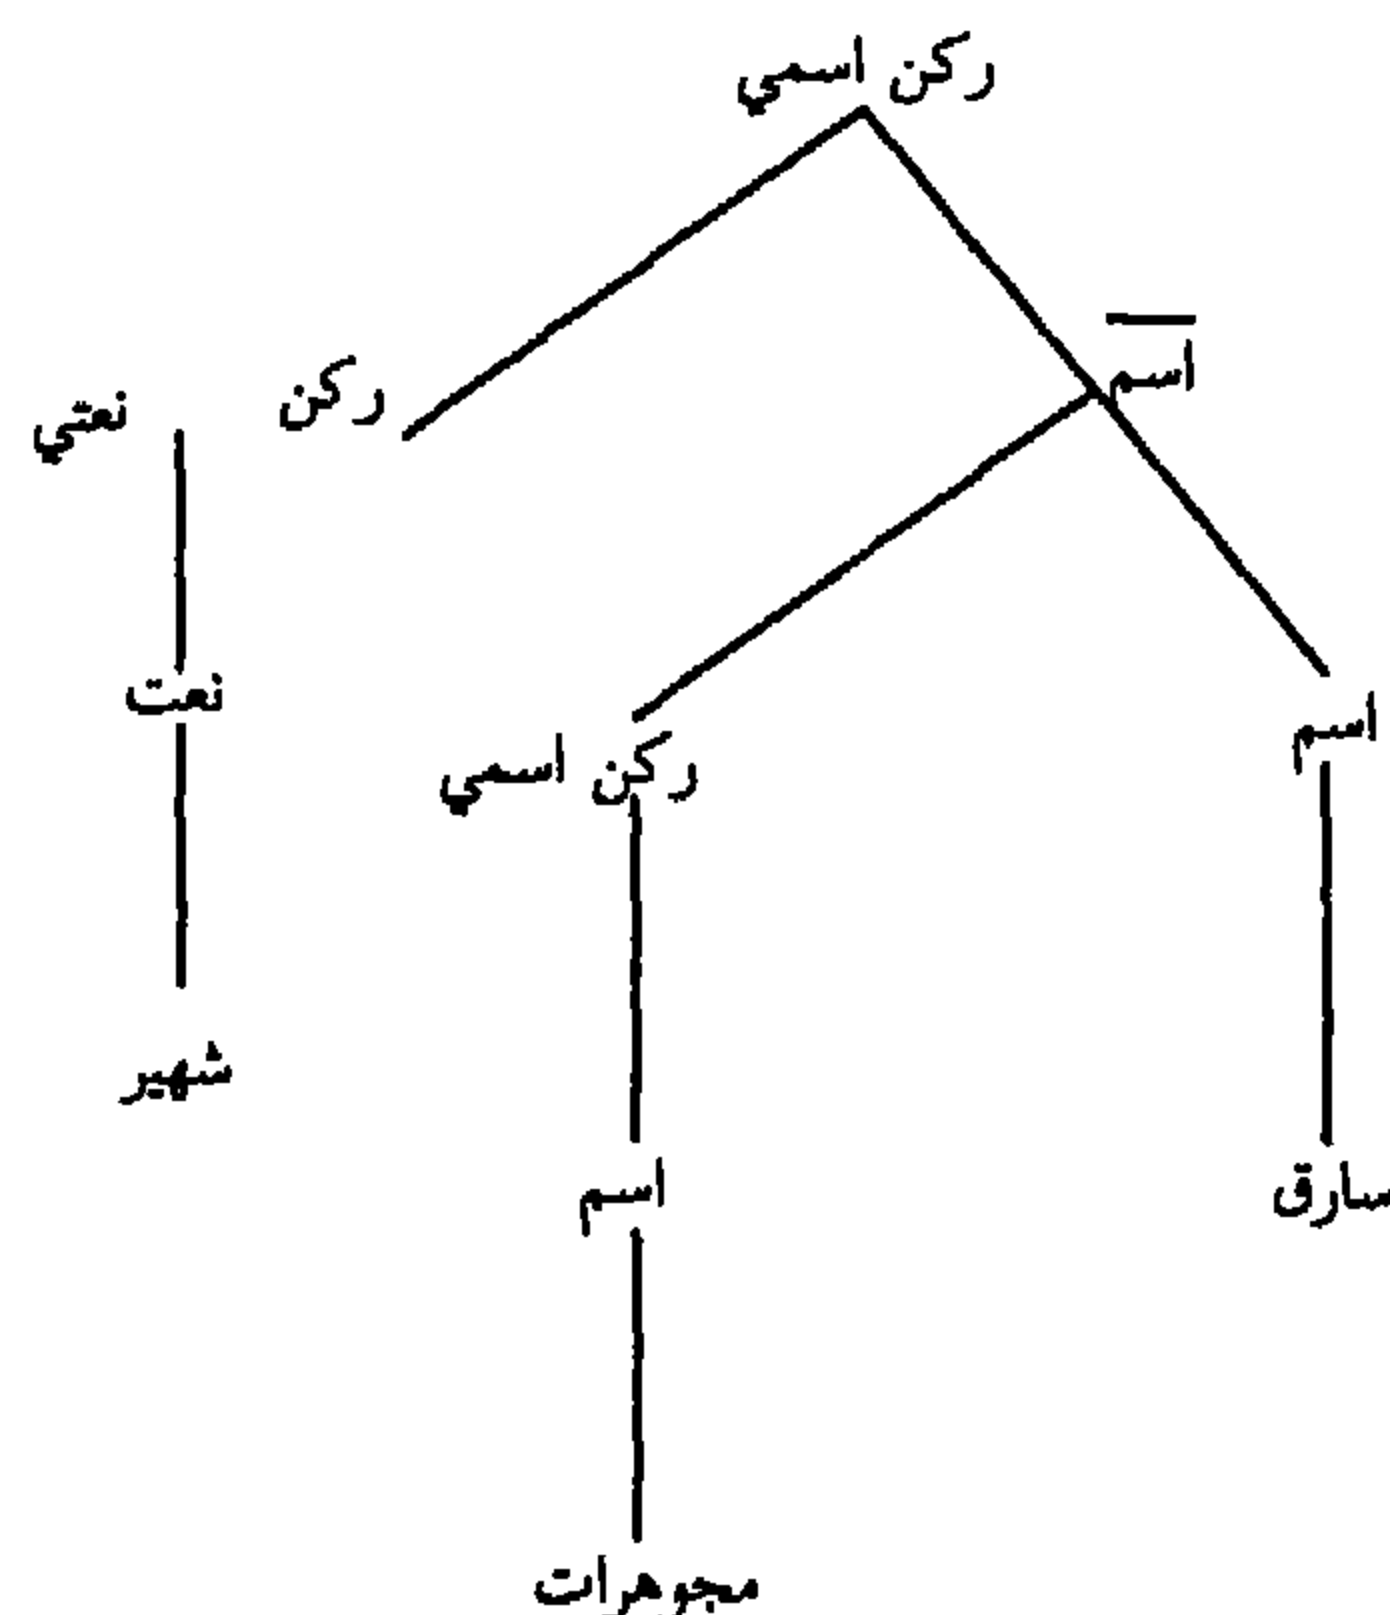 ركن اسمي
اسم
ركن نعتي
نعت
اسم
ركن اسمي
شهير
اسم
سارق
مجوهرات